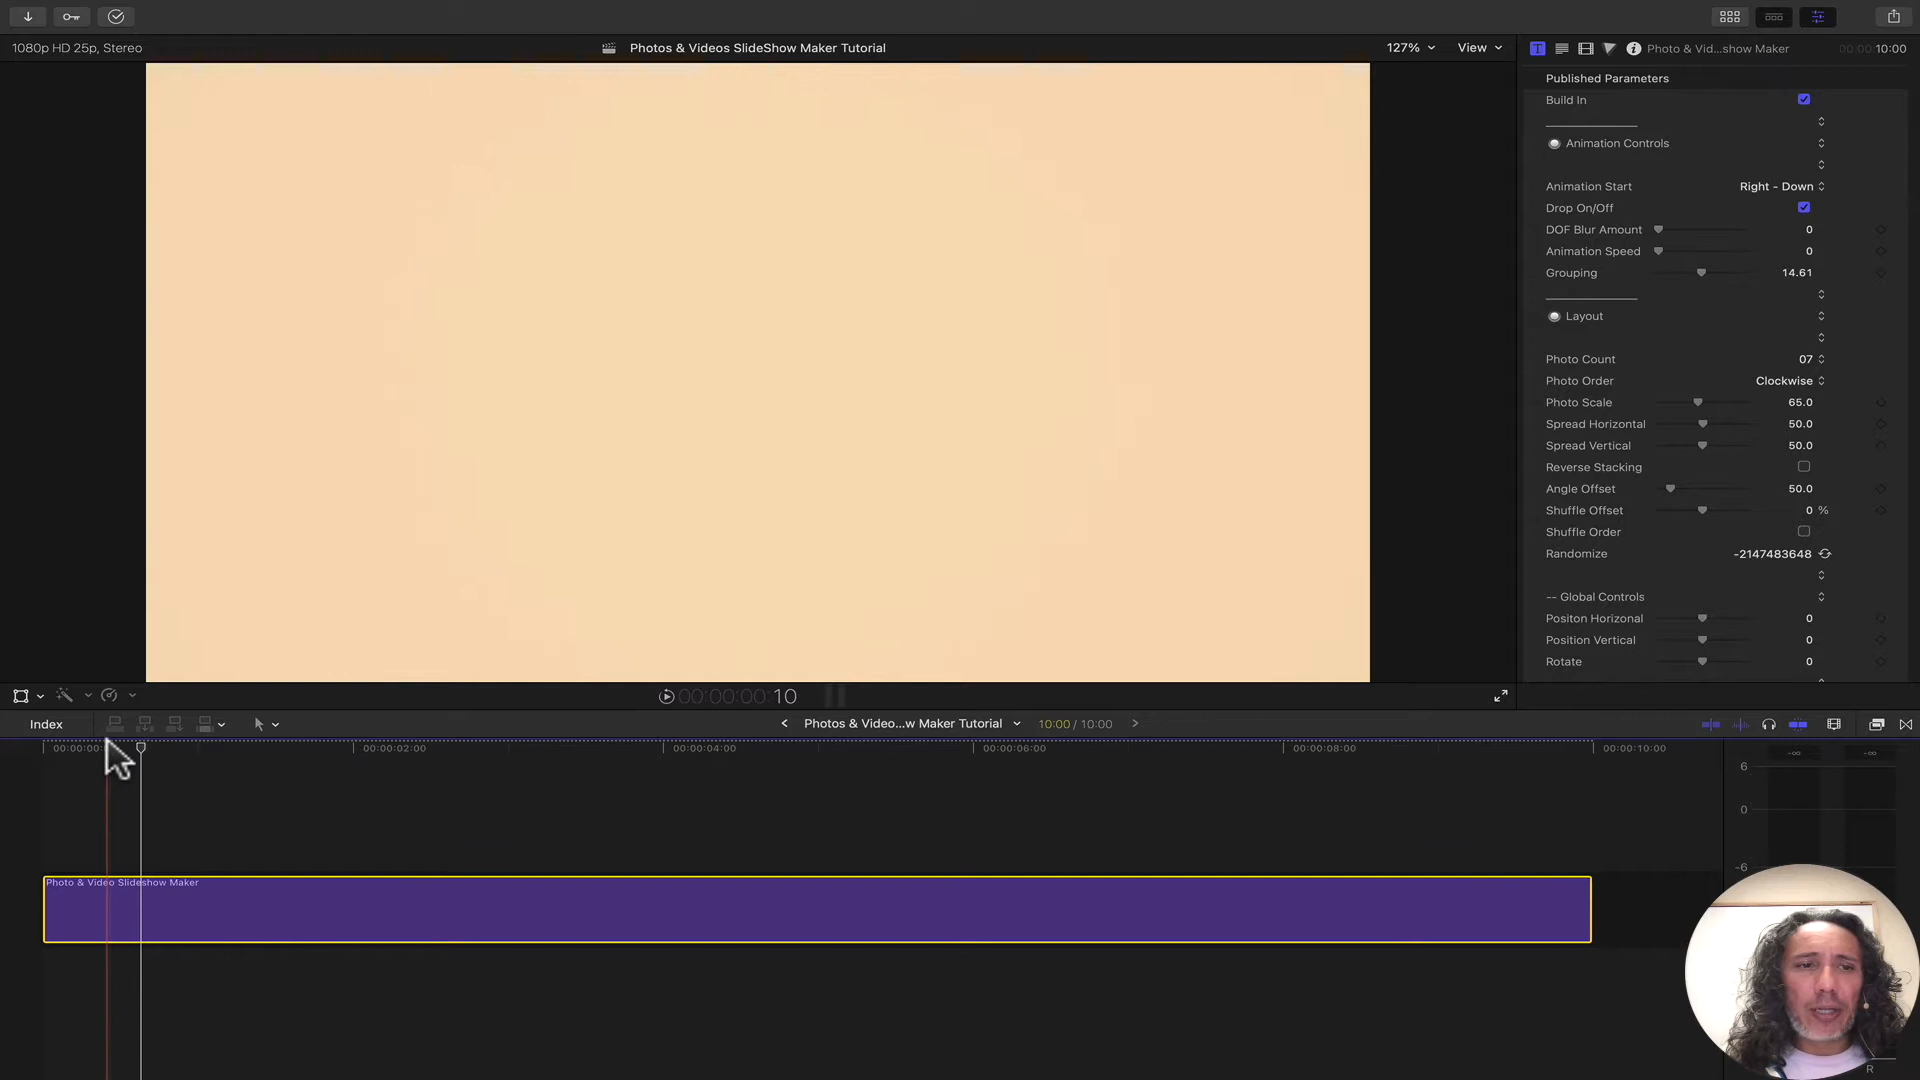 1080p HD 25p, Stereo
Photos & Videos SlideShow Maker Tutorial
127%
View
Photo & Vid...show Maker
00:00:10:00
Published Parameters
Build In
Animation Controls
Animation Start Right - Down
Drop On/Off
DOF Blur Amount 0
Animation Speed 0
Grouping 14.61
Layout
Photo Count 07
Photo Order Clockwise
Photo Scale 65.0
Spread Horizontal 50.0
Spread Vertical 50.0
Reverse Stacking
Angle Offset 50.0
Shuffle Offset 0 %
Shuffle Order
Randomize -2147483648
-- Global Controls
Positon Horizonal 0
Position Vertical 0
Rotate 0
00:00:00:10
Index
Photos & Video...w Maker Tutorial
10:00 / 10:00
00:00:02:00
00:00:04:00
00:00:06:00
00:00:08:00
00:00:10:00
Photo & Video Slideshow Maker
-∞ -∞
6
0
-6
R